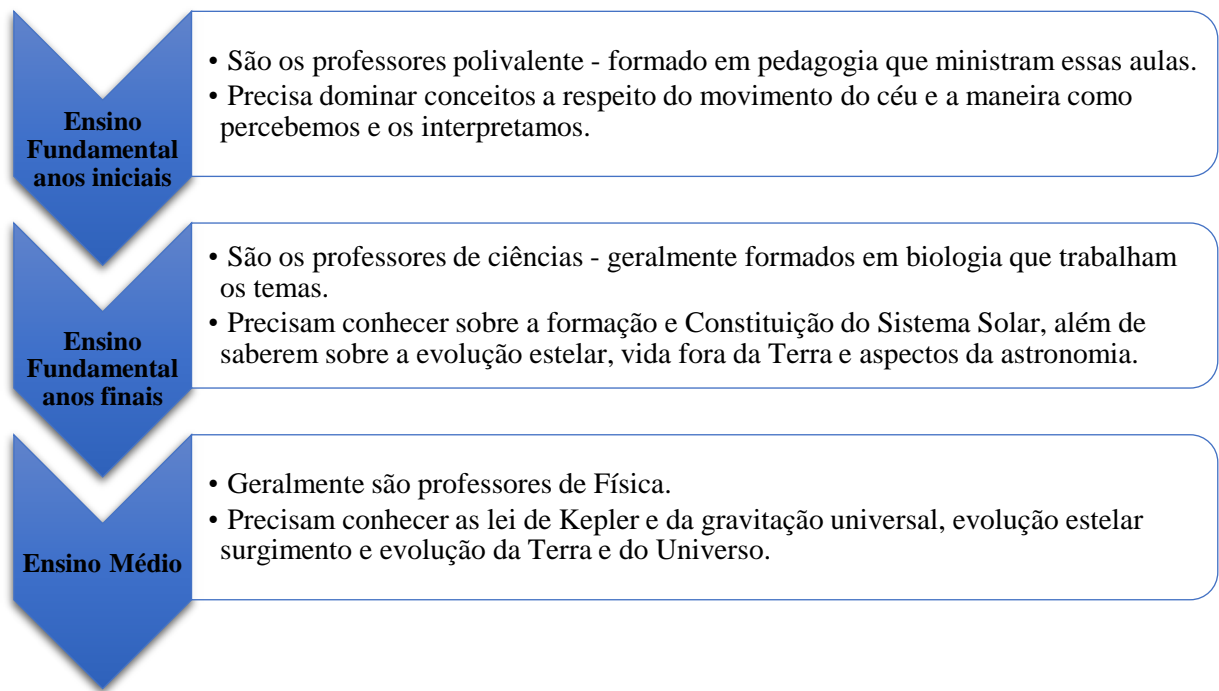 Ensino
Fundamental
anos iniciais
• São os professores polivalente - formado em pedagogia que ministram essas aulas.
• Precisa dominar conceitos a respeito do movimento do céu e a maneira como
percebemos e os interpretamos.
Ensino
Fundamental
anos finais
• São os professores de ciências - geralmente formados em biologia que trabalham
os temas.
• Precisam conhecer sobre a formação e Constituição do Sistema Solar, além de
saberem sobre a evolução estelar, vida fora da Terra e aspectos da astronomia.
Ensino Médio
• Geralmente são professores de Física.
• Precisam conhecer as lei de Kepler e da gravitação universal, evolução estelar
surgimento e evolução da Terra e do Universo.